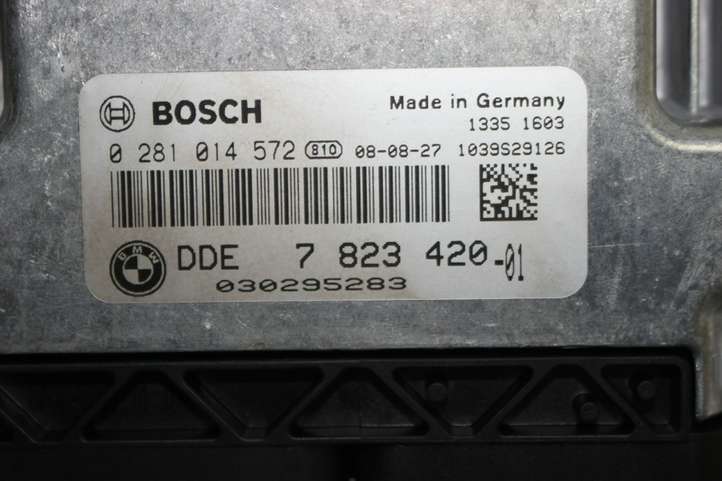 BOSCH Made in Germany
1335 1603
0 281 014 572 810 08-08-27 1039S29126
BMW DDE 7 823 420-01
030295283